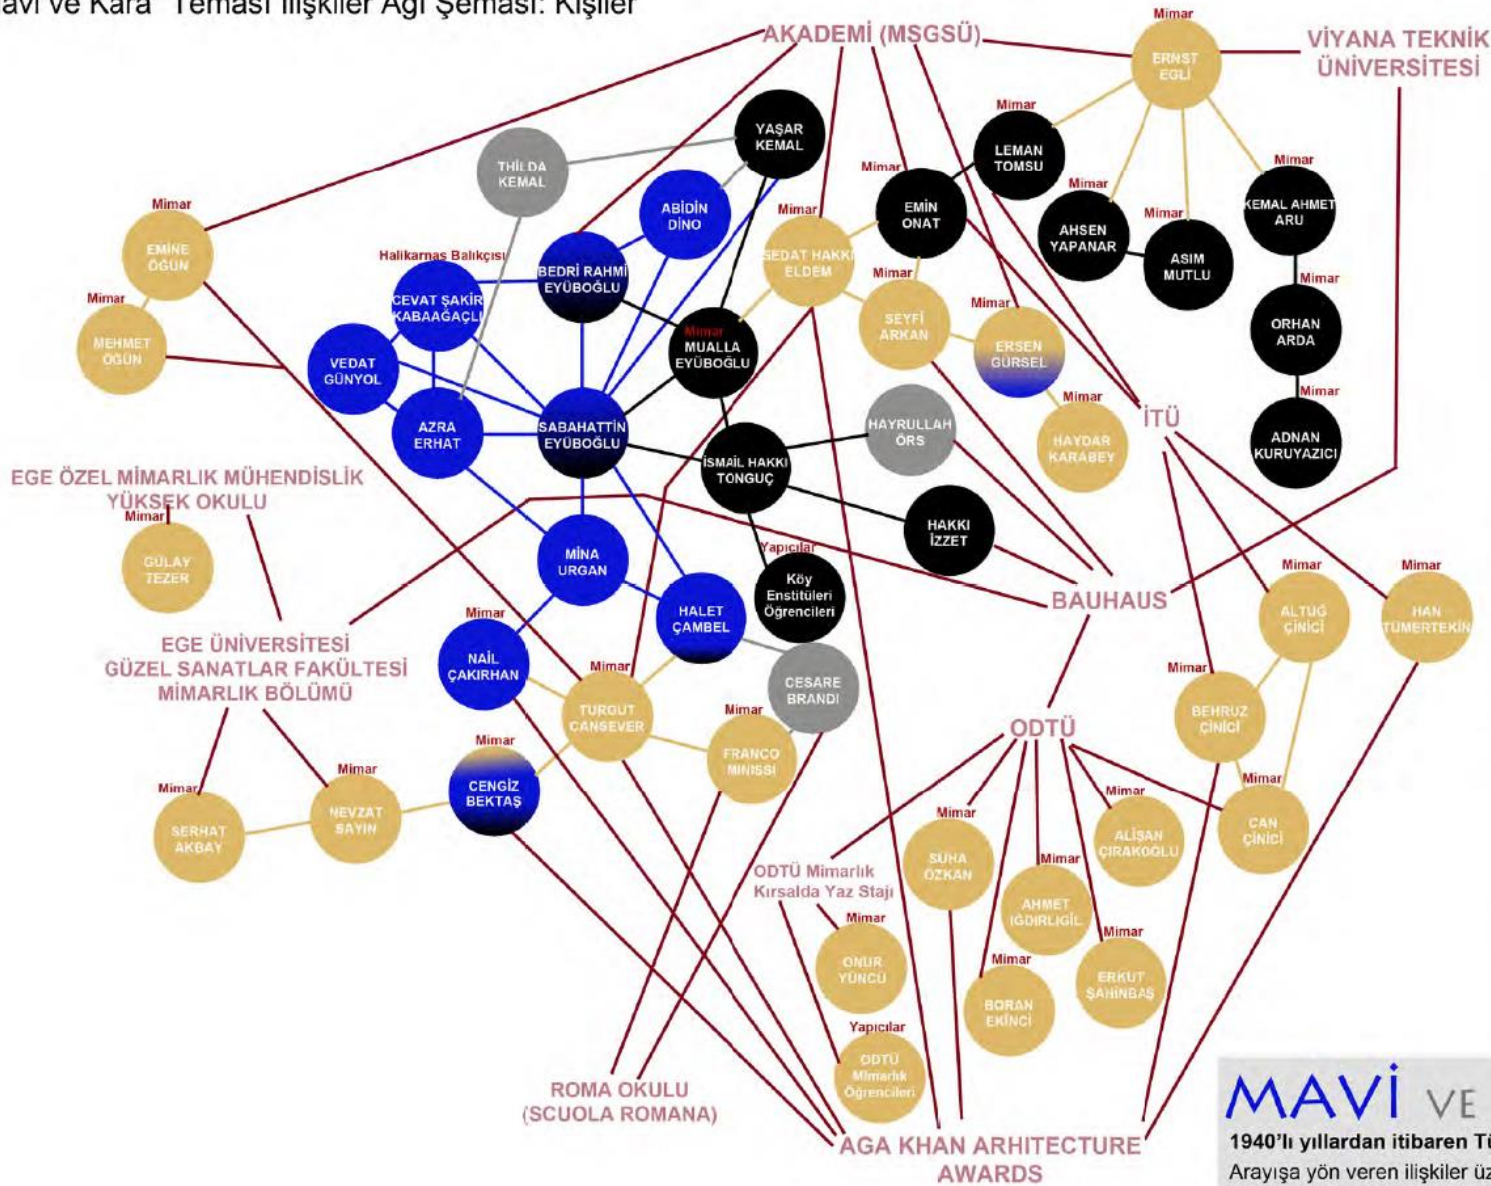 avi ve Kara" Teması İlişkiler Ağı Şeması: Kişiler
AKADEMİ (MSGSÜ)
Mimar
ERNST
EGLİ
VİYANA TEKNİK
ÜNİVERSİTESİ
YAŞAR
KEMAL
THİLDA
KEMAL
Mimar
LEMAN
TOMSU
Mimar
EMİN
ONAT
Mimar
KEMAL AHMET
ARU
Mimar
AHSEN
YAPANAR
Mimar
ASIM
MUTLU
ABİDİN
DİNO
Mimar
EMİNE
ÖĞÜN
Mimar
SEDAT HAKKI
ELDEM
Halikarnas Balıkçısı
CEVAT ŞAKİR
KABAAĞAÇLI
BEDRİ RAHMİ
EYÜBOĞLU
Mimar
MEHMET
ÖĞÜN
Mimar
SEYFİ
ARKAN
Mimar
ERSEN
GÜRSEL
Mimar
ORHAN
ARDA
Mimar
MUALLA
EYÜBOĞLU
VEDAT
GÜNYOL
AZRA
ERHAT
SABAHATTİN
EYÜBOĞLU
HAYRULLAH
ÖRS
Mimar
HAYDAR
KARABEY
İTÜ
Mimar
ADNAN
KURUYAZICI
İSMAİL HAKKI
TONGUÇ
EGE ÖZEL MİMARLIK MÜHENDİSLİK
YÜKSEK OKULU
Mimar
GÜLAY
TEZER
HAKKI
İZZET
MİNA
URGAN
Yapıcılar
Köy
Enstitüleri
Öğrencileri
BAUHAUS
Mimar
ALTUĞ
ÇİNİCİ
Mimar
HAN
TÜMERTEKİN
HALET
ÇAMBEL
Mimar
NAİL
ÇAKIRHAN
EGE ÜNİVERSİTESİ
GÜZEL SANATLAR FAKÜLTESİ
MİMARLIK BÖLÜMÜ
Mimar
TURGUT
CANSEVER
CESARE
BRANDI
Mimar
BEHRUZ
ÇİNİCİ
ODTÜ
Mimar
FRANCO
MINISSI
Mimar
CENGİZ
BEKTAŞ
Mimar
NEVZAT
SAYIN
Mimar
SERHAT
AKBAY
Mimar
CAN
ÇİNİCİ
Mimar
ALİŞAN
ÇIRAKOĞLU
Mimar
SÜHA
ÖZKAN
ODTÜ Mimarlık
Kırsalda Yaz Stajı
Mimar
AHMET
IĞDIRLIGİL
Mimar
ONUR
YÜNCÜ
Mimar
ERKUT
ŞAHİNBAŞ
Mimar
BORAN
EKİNCİ
Yapıcılar
ODTÜ
Mimarlık
Öğrencileri
ROMA OKULU
(SCUOLA ROMANA)
AGA KHAN ARHITECTURE
AWARDS
MAVİ VE
1940'lı yıllardan itibaren Tü
Arayışa yön veren ilişkiler üz